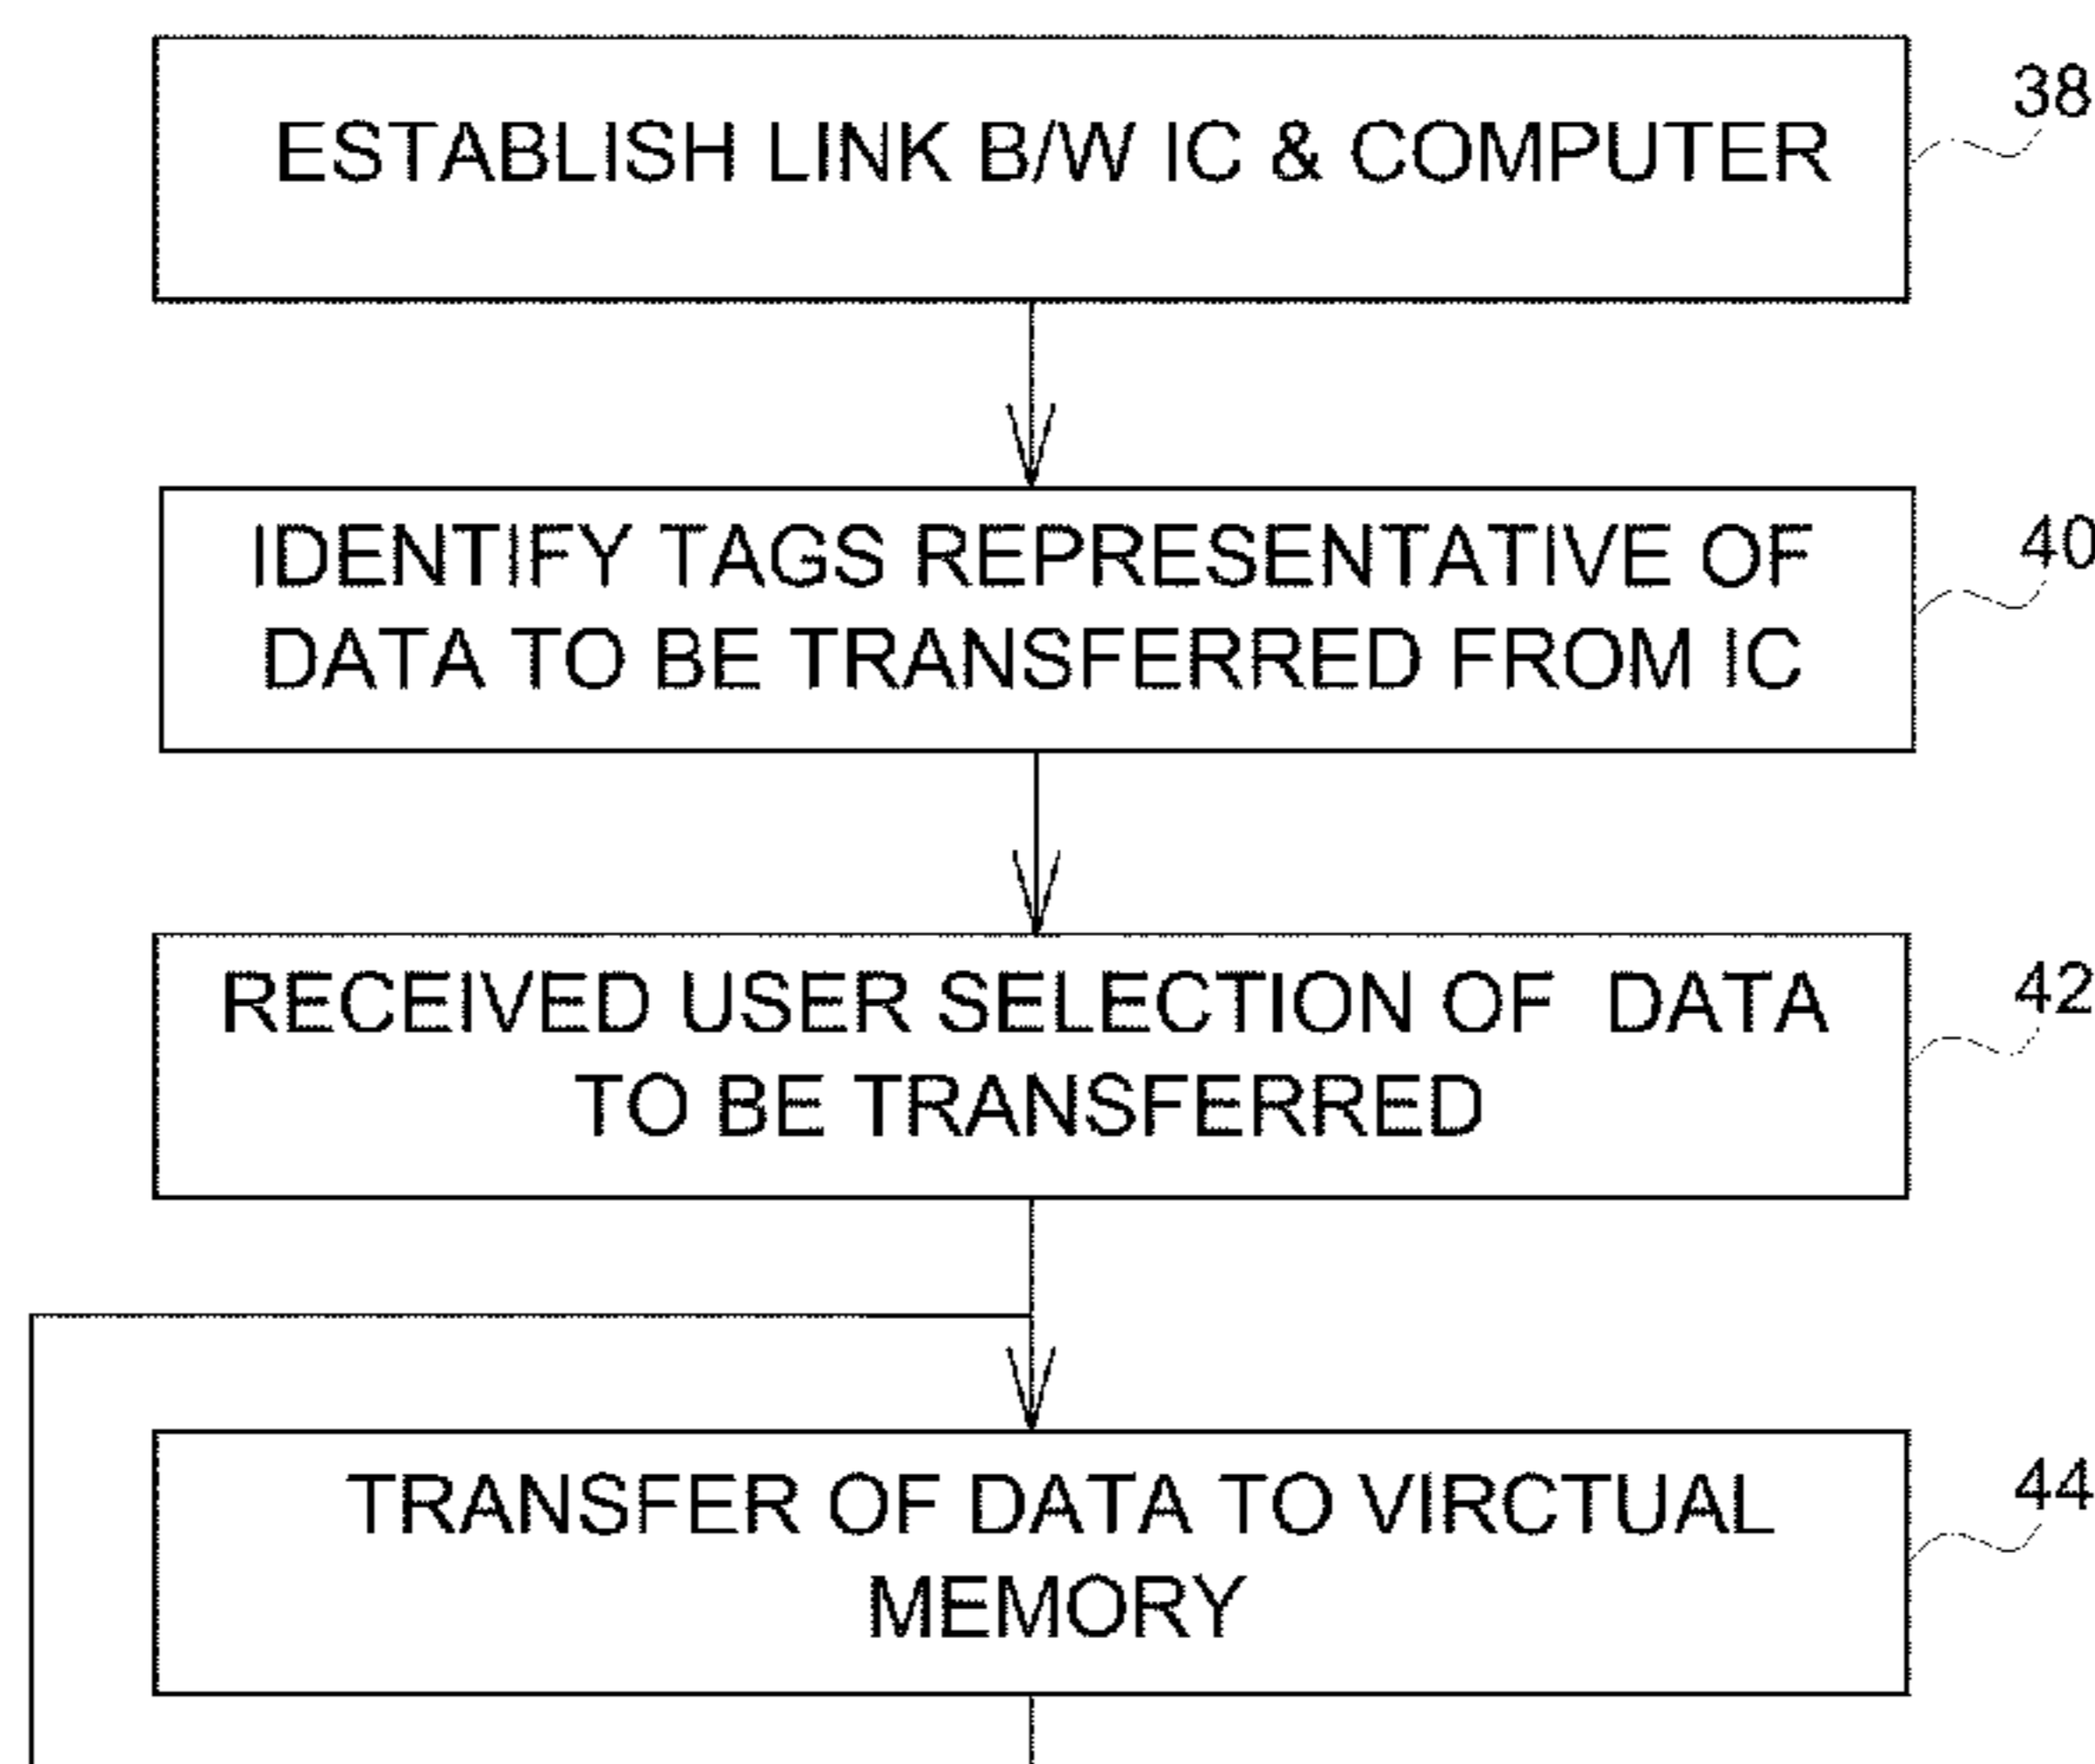 ESTABLISH LINK B/W IC & COMPUTER
38
IDENTIFY TAGS REPRESENTATIVE OF
DATA TO BE TRANSFERRED FROM IC
40
RECEIVED USER SELECTION OF DATA
TO BE TRANSFERRED
42
TRANSFER OF DATA TO VIRCTUAL
MEMORY
44